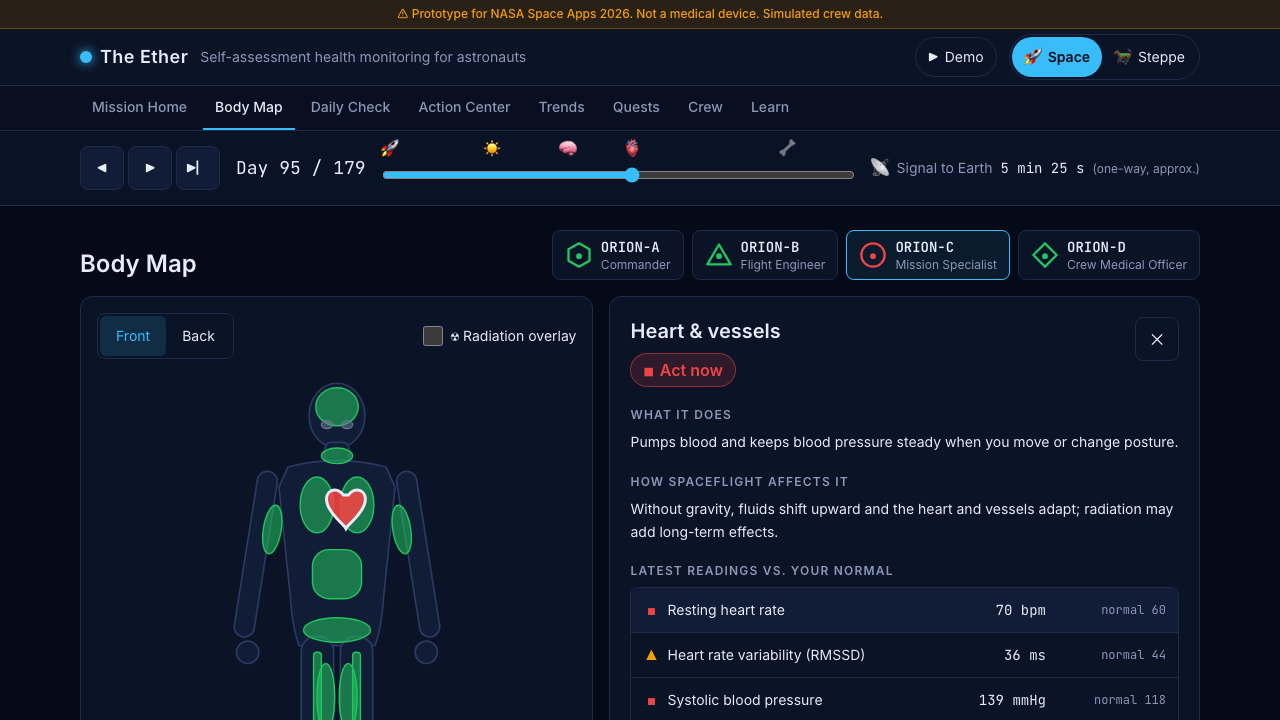 ⚠ Prototype for NASA Space Apps 2026. Not a medical device. Simulated crew data.
The Ether
Self-assessment health monitoring for astronauts
▶ Demo
🚀 Space
🐎 Steppe
Mission Home
Body Map
Daily Check
Action Center
Trends
Quests
Crew
Learn
Day 95 / 179
Signal to Earth 5 min 25 s (one-way, approx.)
Body Map
ORION-A
Commander
ORION-B
Flight Engineer
ORION-C
Mission Specialist
ORION-D
Crew Medical Officer
Front
Back
☢ Radiation overlay
Heart & vessels
■ Act now
WHAT IT DOES
Pumps blood and keeps blood pressure steady when you move or change posture.
HOW SPACEFLIGHT AFFECTS IT
Without gravity, fluids shift upward and the heart and vessels adapt; radiation may
add long-term effects.
LATEST READINGS VS. YOUR NORMAL
■ Resting heart rate 70 bpm normal 60
▲ Heart rate variability (RMSSD) 36 ms normal 44
■ Systolic blood pressure 139 mmHg normal 118